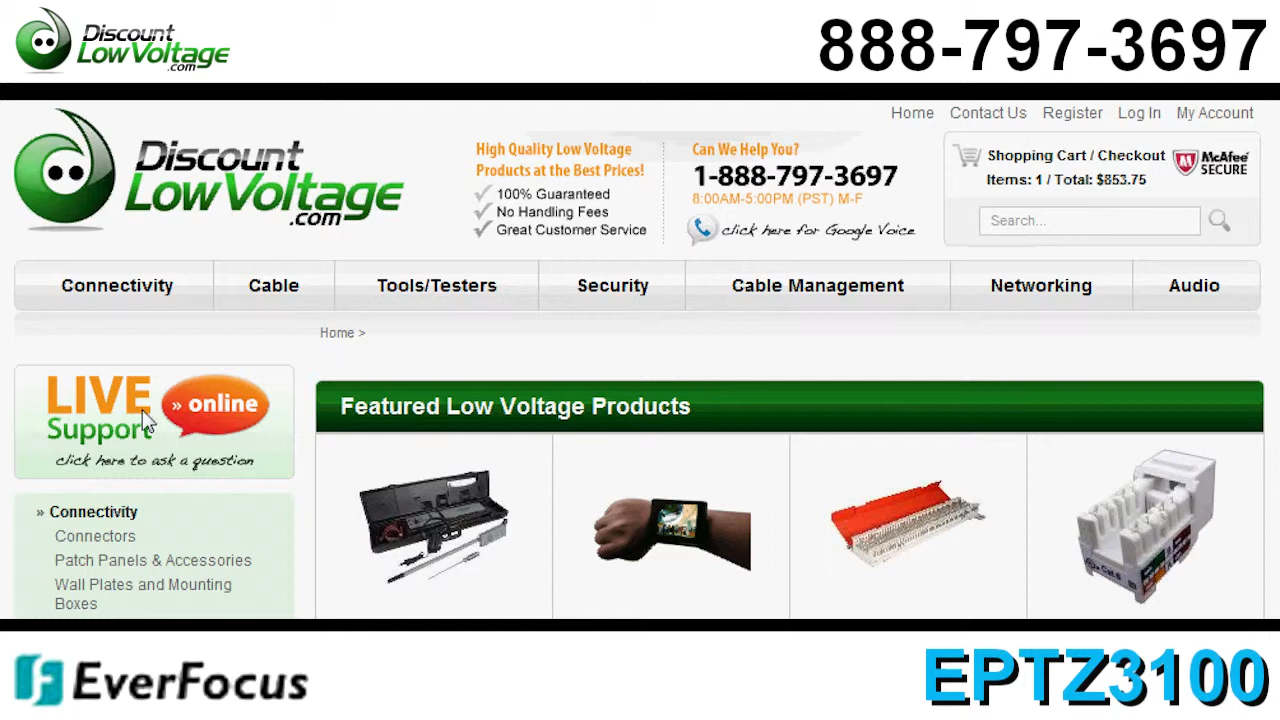 Discount
LowVoltage
.com
888-797-3697
Home Contact Us Register Log In My Account
Discount
LowVoltage
.com
High Quality Low Voltage
Products at the Best Prices!
100% Guaranteed
No Handling Fees
Great Customer Service
Can We Help You?
1-888-797-3697
8:00AM-5:00PM (PST) M-F
click here for Google Voice
Shopping Cart / Checkout
Items: 1 / Total: $853.75
McAfee
SECURE
Search...
Connectivity Cable Tools/Testers Security Cable Management Networking Audio
Home >
LIVE
Support
» online
click here to ask a question
Featured Low Voltage Products
» Connectivity
Connectors
Patch Panels & Accessories
Wall Plates and Mounting
Boxes
EverFocus
EPTZ3100